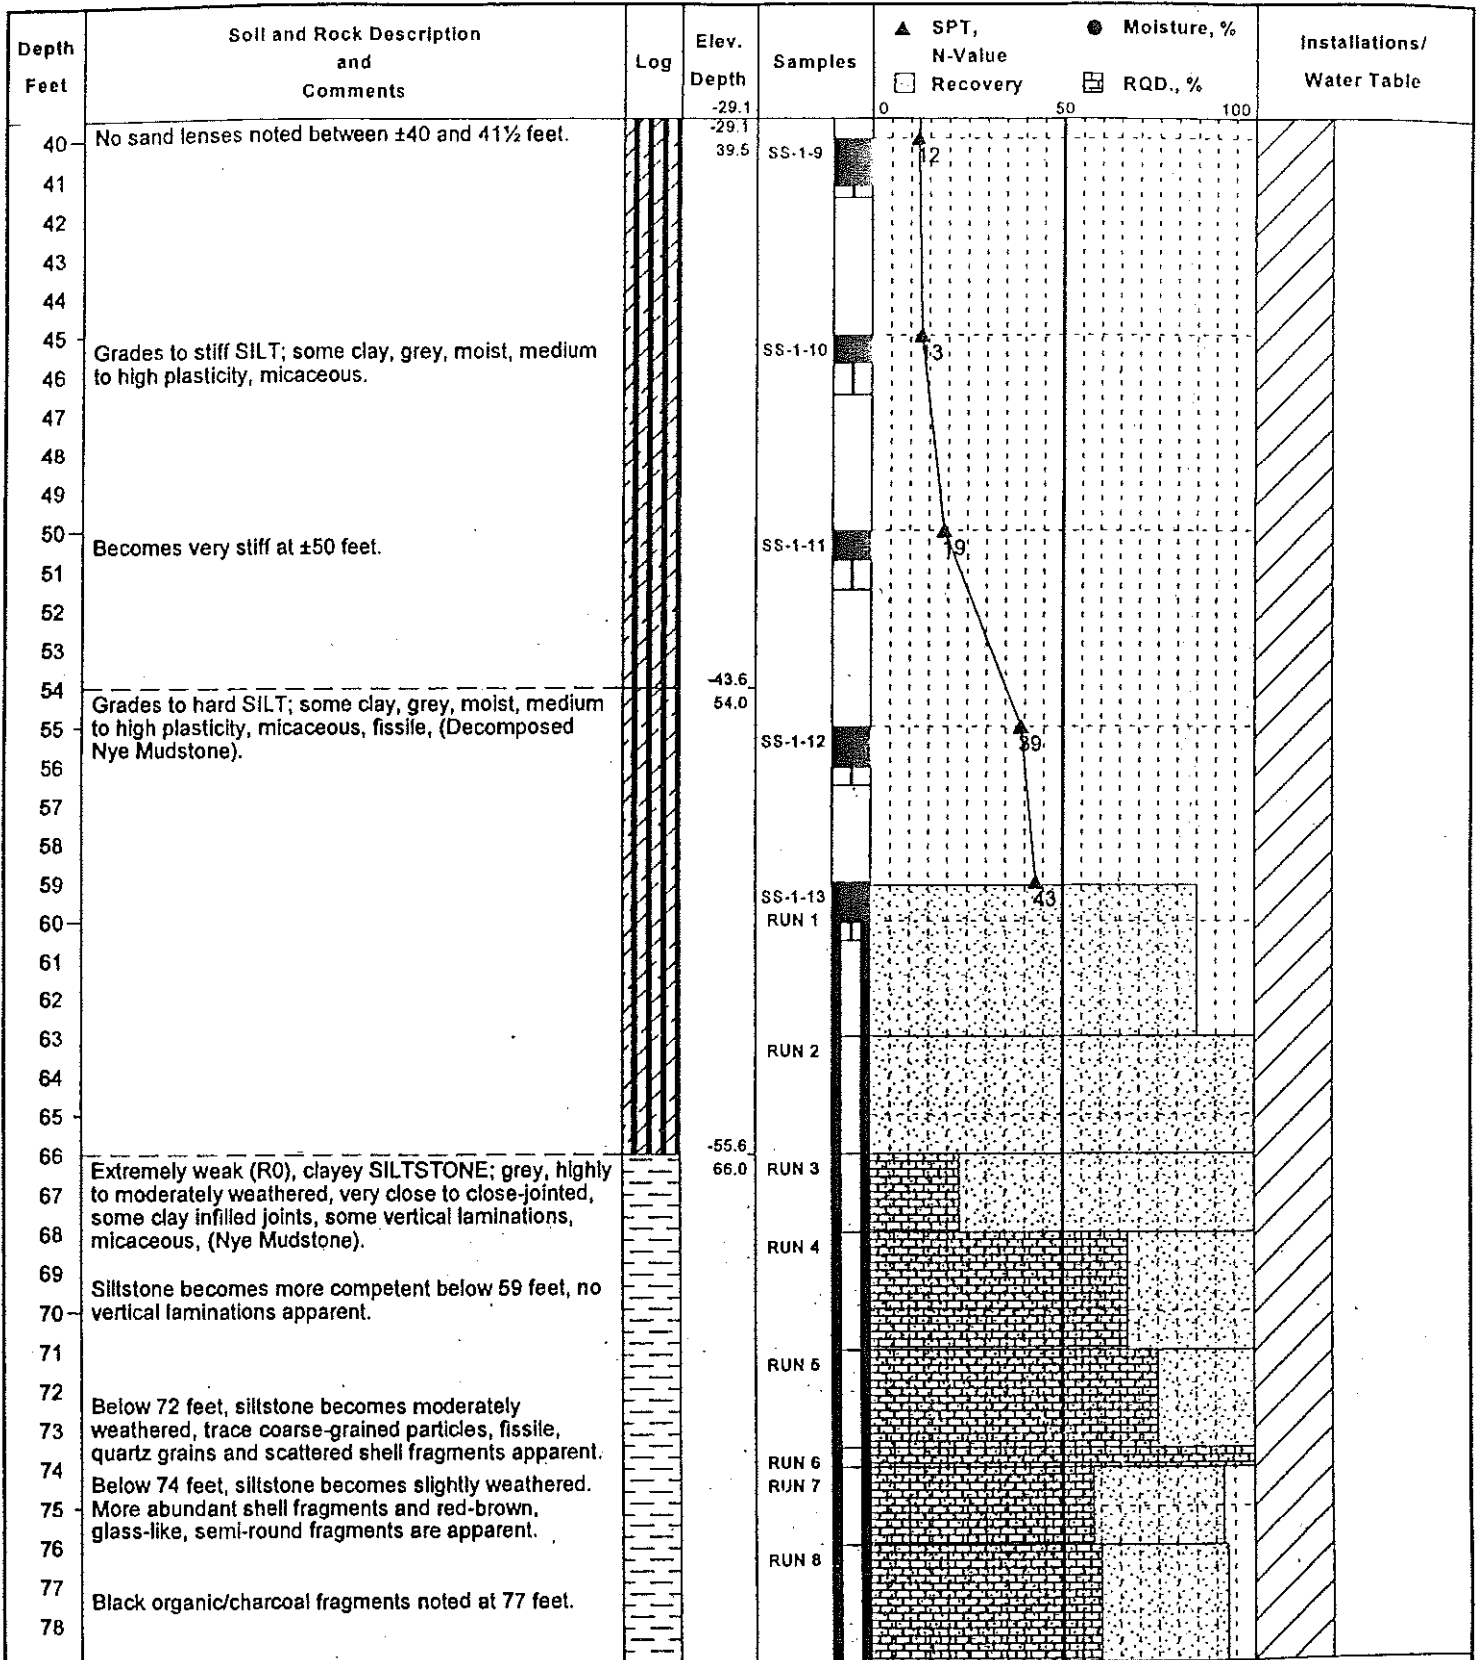 Depth
Feet
Soil and Rock Description
and
Comments
Log
Elev.
Depth
-29.1
Samples
▲ SPT,
N-Value
● Moisture, %
Recovery
RQD., %
0 50 100
Installations/
Water Table
40
41
42
43
44
45
46
47
48
49
50
51
52
53
54
55
56
57
58
59
60
61
62
63
64
65
66
67
68
69
70
71
72
73
74
75
76
77
78
No sand lenses noted between ±40 and 41½ feet.
Grades to stiff SILT; some clay, grey, moist, medium
to high plasticity, micaceous.
Becomes very stiff at ±50 feet.
Grades to hard SILT; some clay, grey, moist, medium
to high plasticity, micaceous, fissile, (Decomposed
Nye Mudstone).
Extremely weak (R0), clayey SILTSTONE; grey, highly
to moderately weathered, very close to close-jointed,
some clay infilled joints, some vertical laminations,
micaceous, (Nye Mudstone).
Siltstone becomes more competent below 59 feet, no
vertical laminations apparent.
Below 72 feet, siltstone becomes moderately
weathered, trace coarse-grained particles, fissile,
quartz grains and scattered shell fragments apparent.
Below 74 feet, siltstone becomes slightly weathered.
More abundant shell fragments and red-brown,
glass-like, semi-round fragments are apparent.
Black organic/charcoal fragments noted at 77 feet.
-29.1
39.5
-43.6
54.0
-55.6
66.0
SS-1-9
SS-1-10
SS-1-11
SS-1-12
SS-1-13
RUN 1
RUN 2
RUN 3
RUN 4
RUN 5
RUN 6
RUN 7
RUN 8
12
13
19
39
43